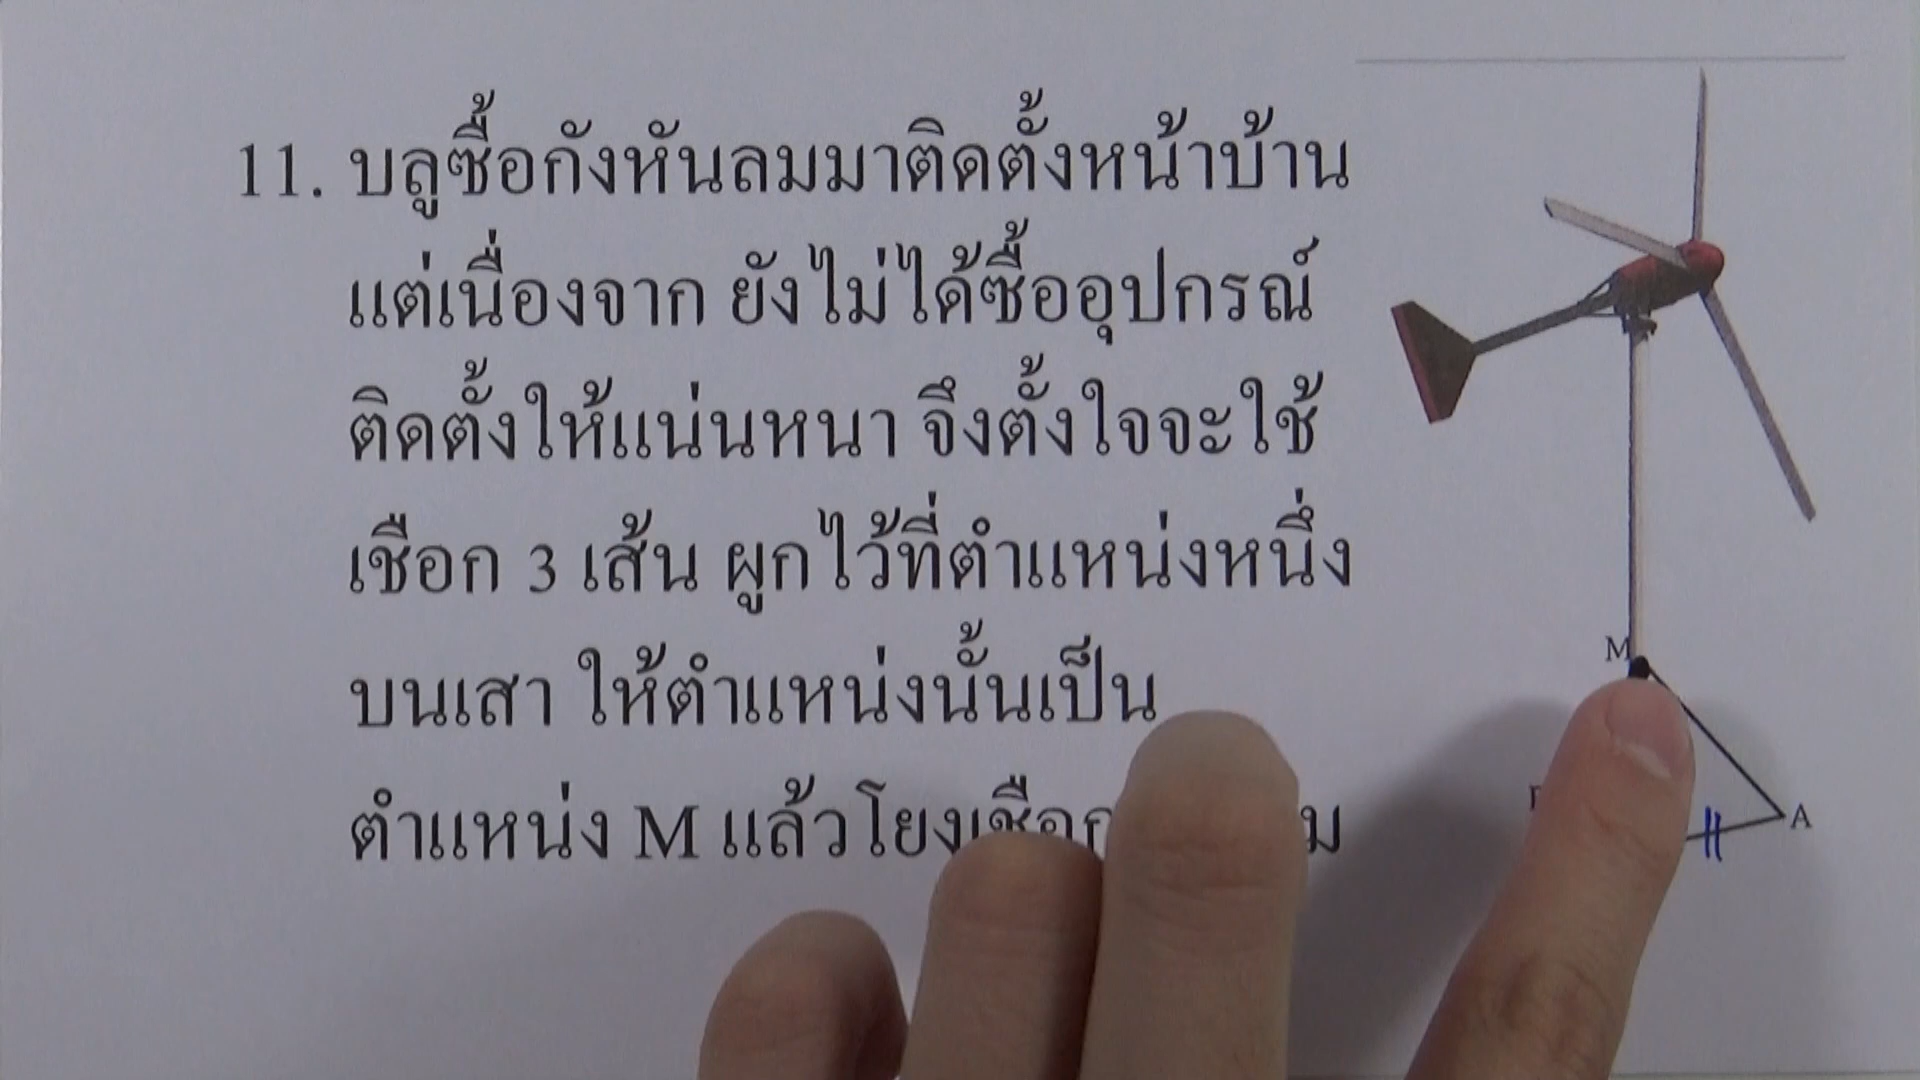 11. บลูซื้อกังหันลมมาติดตั้งหน้าบ้าน
แต่เนื่องจาก ยังไม่ได้ซื้ออุปกรณ์
ติดตั้งให้แน่นหนา จึงตั้งใจจะใช้
เชือก 3 เส้น ผูกไว้ที่ตำแหน่งหนึ่ง
บนเสา ให้ตำแหน่งนั้นเป็น
ตำแหน่ง M แล้วโยงเชือก
M
A